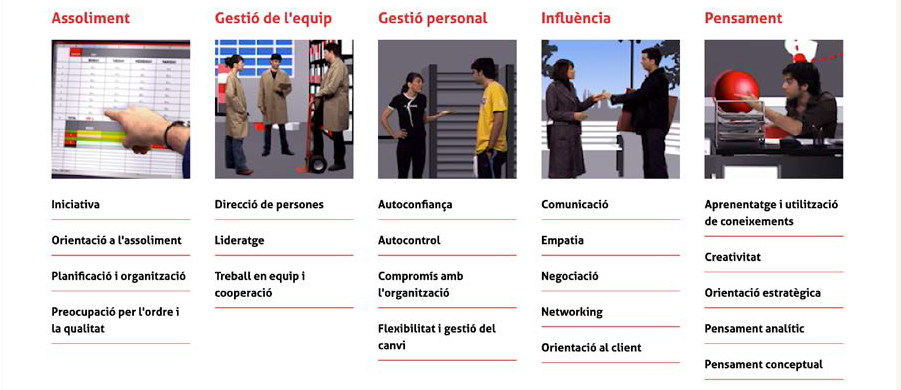 Assoliment
Iniciativa
Orientació a l'assoliment
Planificació i organització
Preocupació per l'ordre i
la qualitat
Gestió de l'equip
Direcció de persones
Lideratge
Treball en equip i
cooperació
Gestió personal
Autoconfiança
Autocontrol
Compromís amb
l'organització
Flexibilitat i gestió del
canvi
Influència
Comunicació
Empatia
Negociació
Networking
Orientació al client
Pensament
Aprenentatge i utilització
de coneixements
Creativitat
Orientació estratègica
Pensament analític
Pensament conceptual